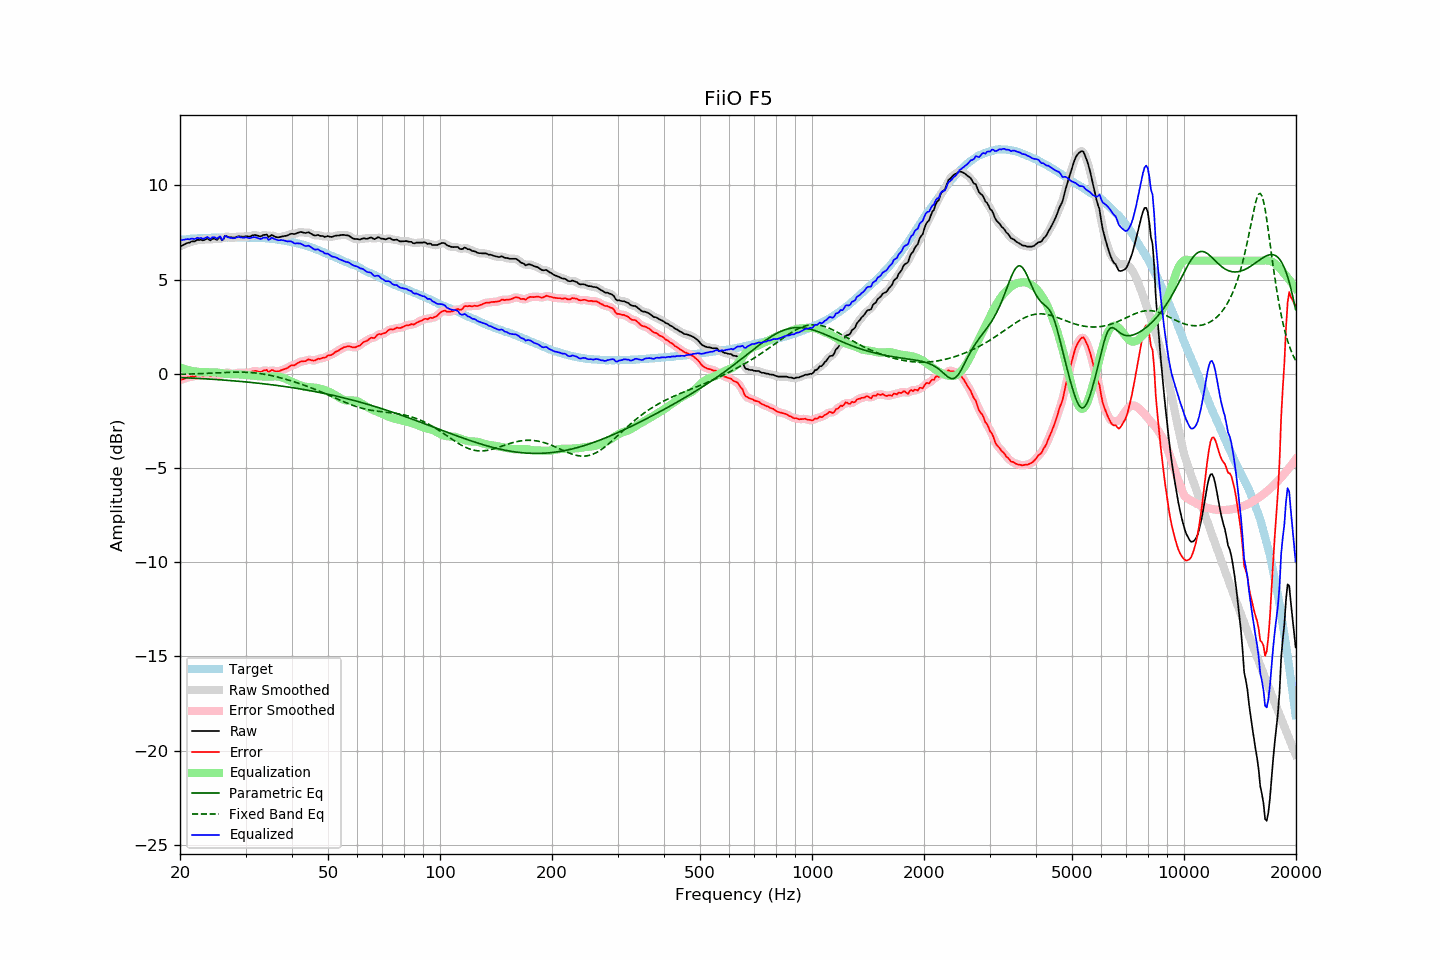 FiiO F5
Amplitude (dBr)
10
5
0
−5
−10
−15
−20
−25
Target
Raw Smoothed
Error Smoothed
Raw
Error
Equalization
Parametric Eq
Fixed Band Eq
Equalized
20 50 100 200 500 1000 2000 5000 10000 20000
Frequency (Hz)